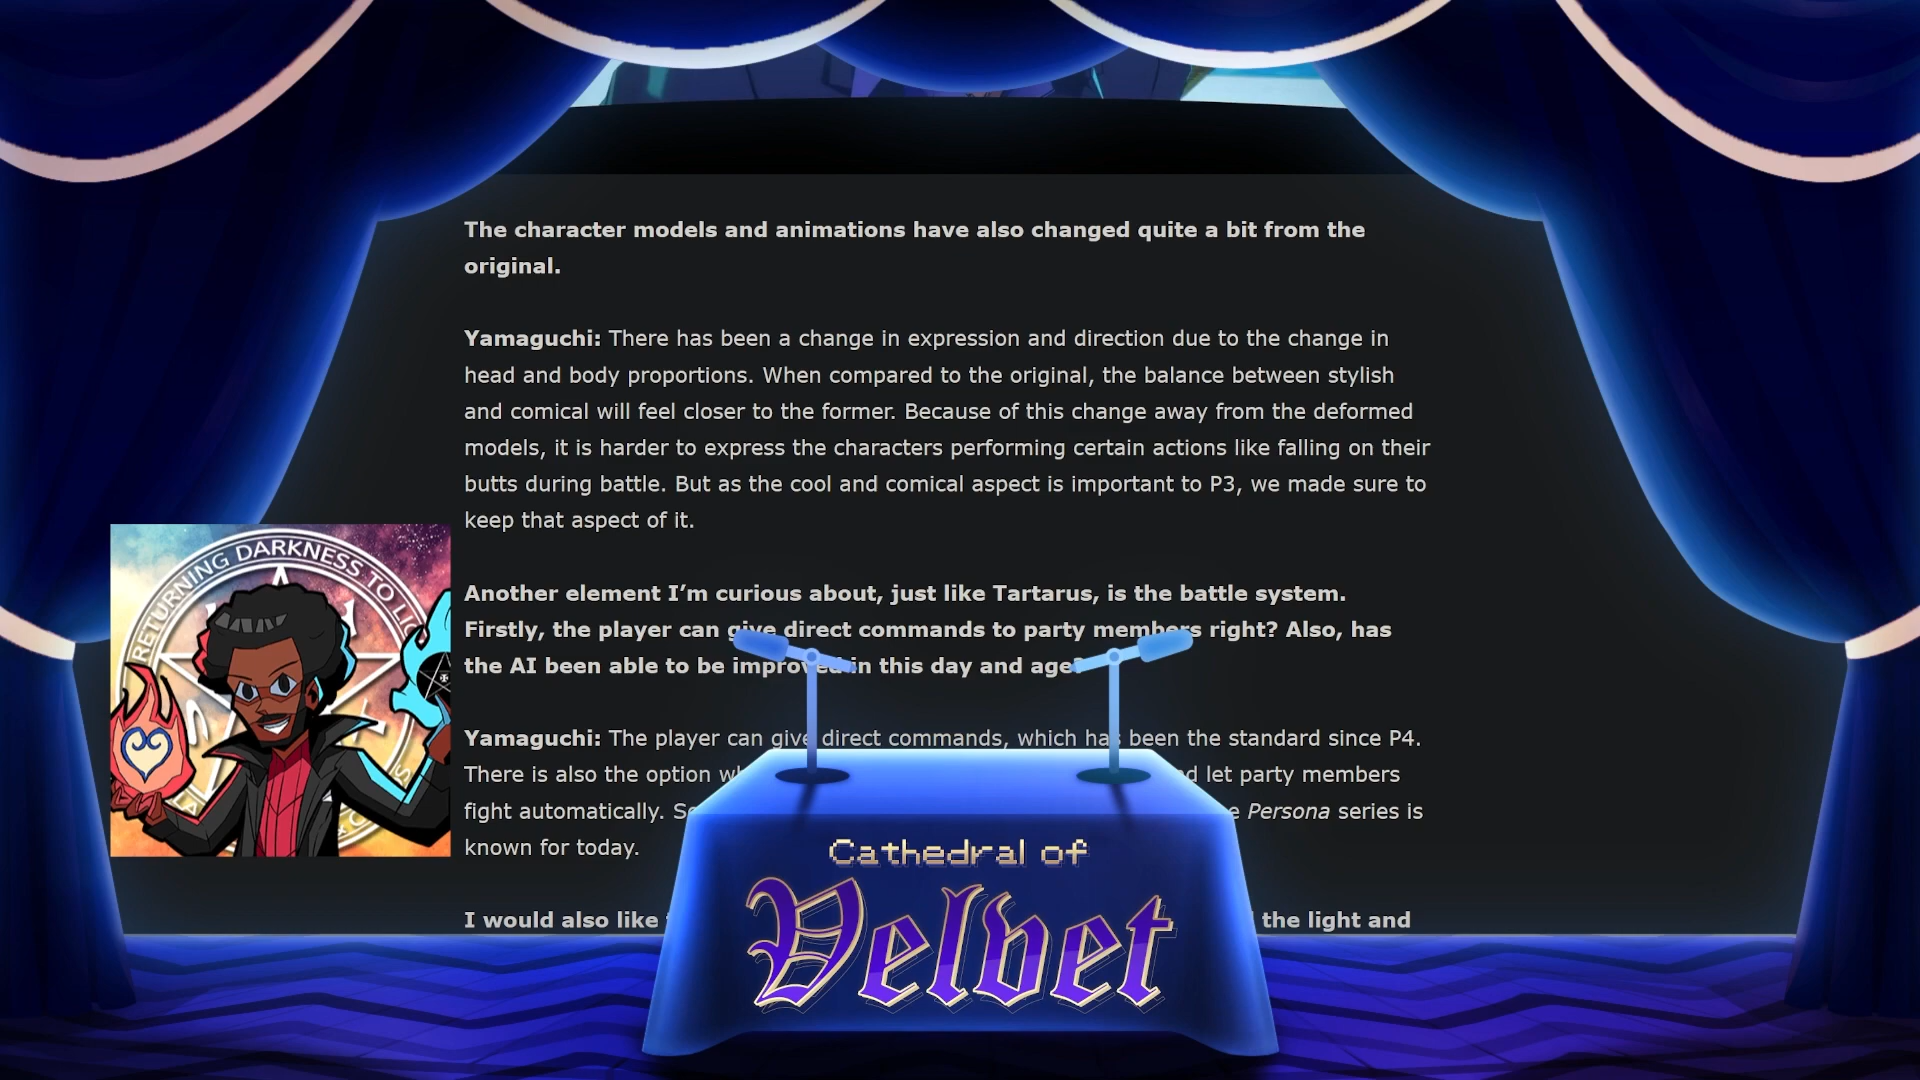 The character models and animations have also changed quite a bit from the
original.
Yamaguchi: There has been a change in expression and direction due to the change in
head and body proportions. When compared to the original, the balance between stylish
and comical will feel closer to the former. Because of this change away from the deformed
models, it is harder to express the characters performing certain actions like falling on their
butts during battle. But as the cool and comical aspect is important to P3, we made sure to
keep that aspect of it.
Another element I’m curious about, just like Tartarus, is the battle system.
Firstly, the player can give direct commands to party members right? Also, has
the AI been able to be improved in this day and age?
Yamaguchi: The player can give direct commands, which has been the standard since P4.
There is also the option let party members
fight automatically. Persona series is
known for today.
I would also like the light and
RETURNING DARKNESS TO
Cathedral of
Velvet